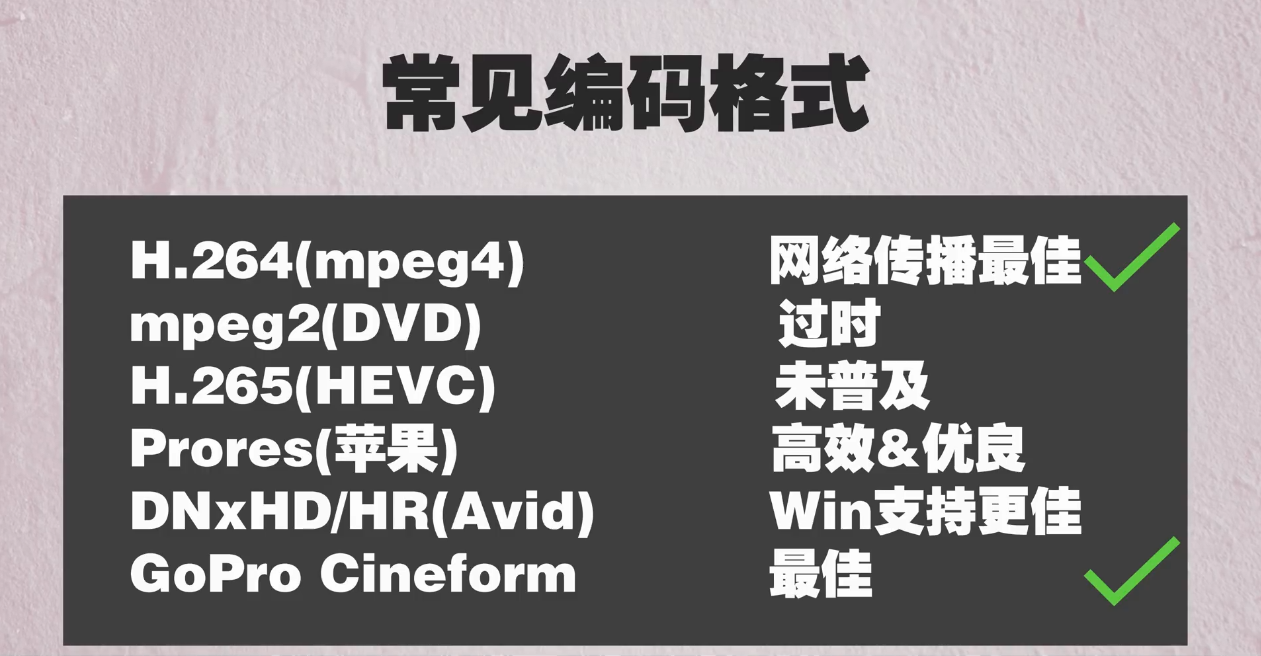 常见编码格式
H.264(mpeg4) 网络传播最佳
mpeg2(DVD) 过时
H.265(HEVC) 未普及
Prores(苹果) 高效&优良
DNxHD/HR(Avid) Win支持更佳
GoPro Cineform 最佳